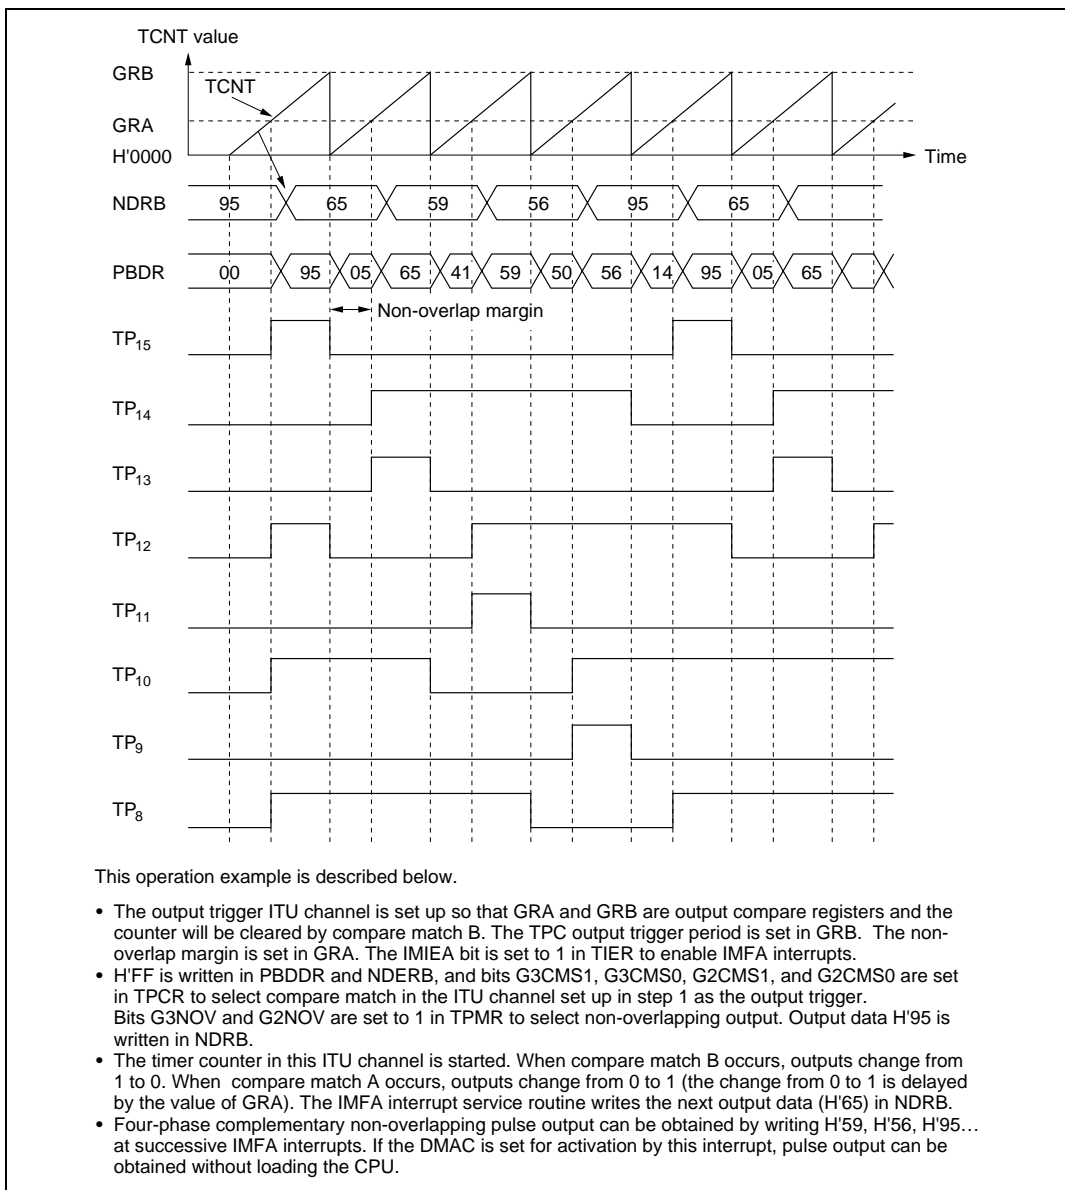 TCNT value
GRB
TCNT
GRA
H'0000
Time
NDRB 95 65 59 56 95 65
PBDR 00 95 05 65 41 59 50 56 14 95 05 65
Non-overlap margin
TP15
TP14
TP13
TP12
TP11
TP10
TP9
TP8
This operation example is described below.
• The output trigger ITU channel is set up so that GRA and GRB are output compare registers and the
counter will be cleared by compare match B. The TPC output trigger period is set in GRB. The non-
overlap margin is set in GRA. The IMIEA bit is set to 1 in TIER to enable IMFA interrupts.
• H'FF is written in PBDDR and NDERB, and bits G3CMS1, G3CMS0, G2CMS1, and G2CMS0 are set
in TPCR to select compare match in the ITU channel set up in step 1 as the output trigger.
Bits G3NOV and G2NOV are set to 1 in TPMR to select non-overlapping output. Output data H'95 is
written in NDRB.
• The timer counter in this ITU channel is started. When compare match B occurs, outputs change from
1 to 0. When compare match A occurs, outputs change from 0 to 1 (the change from 0 to 1 is delayed
by the value of GRA). The IMFA interrupt service routine writes the next output data (H'65) in NDRB.
• Four-phase complementary non-overlapping pulse output can be obtained by writing H'59, H'56, H'95…
at successive IMFA interrupts. If the DMAC is set for activation by this interrupt, pulse output can be
obtained without loading the CPU.